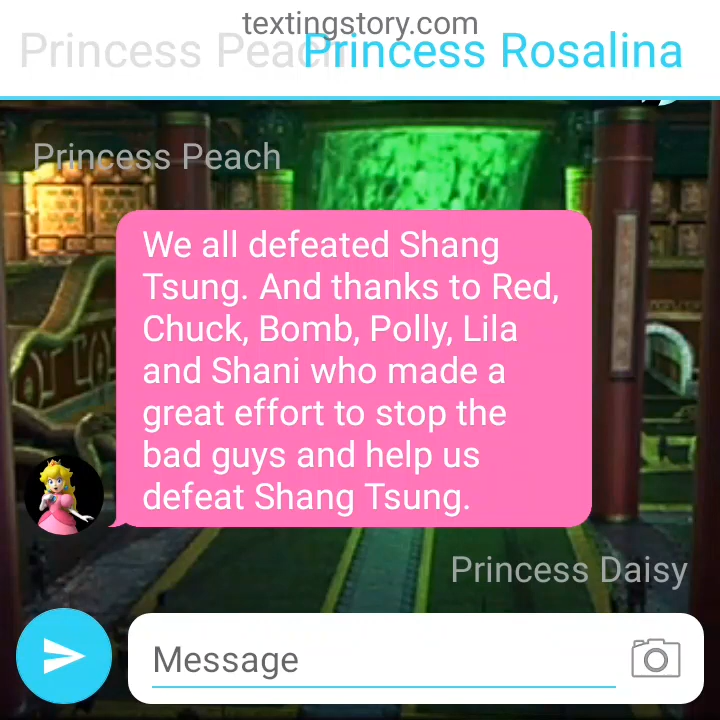 textingstory.com
Princess Peach Princess Rosalina
Princess Peach
We all defeated Shang
Tsung. And thanks to Red,
Chuck, Bomb, Polly, Lila
and Shani who made a
great effort to stop the
bad guys and help us
defeat Shang Tsung.
Princess Daisy
Message